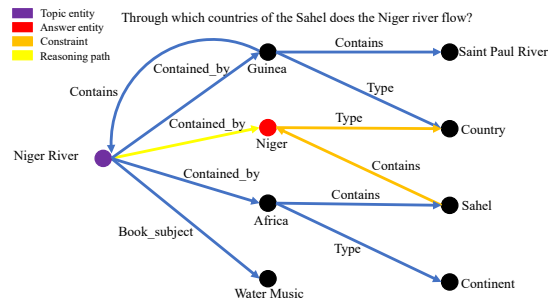 Topic entity
Answer entity
Constraint
Reasoning path
Through which countries of the Sahel does the Niger river flow?
Contains
Saint Paul River
Guinea
Contained_by
Type
Contains
Contained_by
Type
Niger
Country
Niger River
Contained_by
Contains
Contains
Africa
Sahel
Book_subject
Type
Water Music
Continent